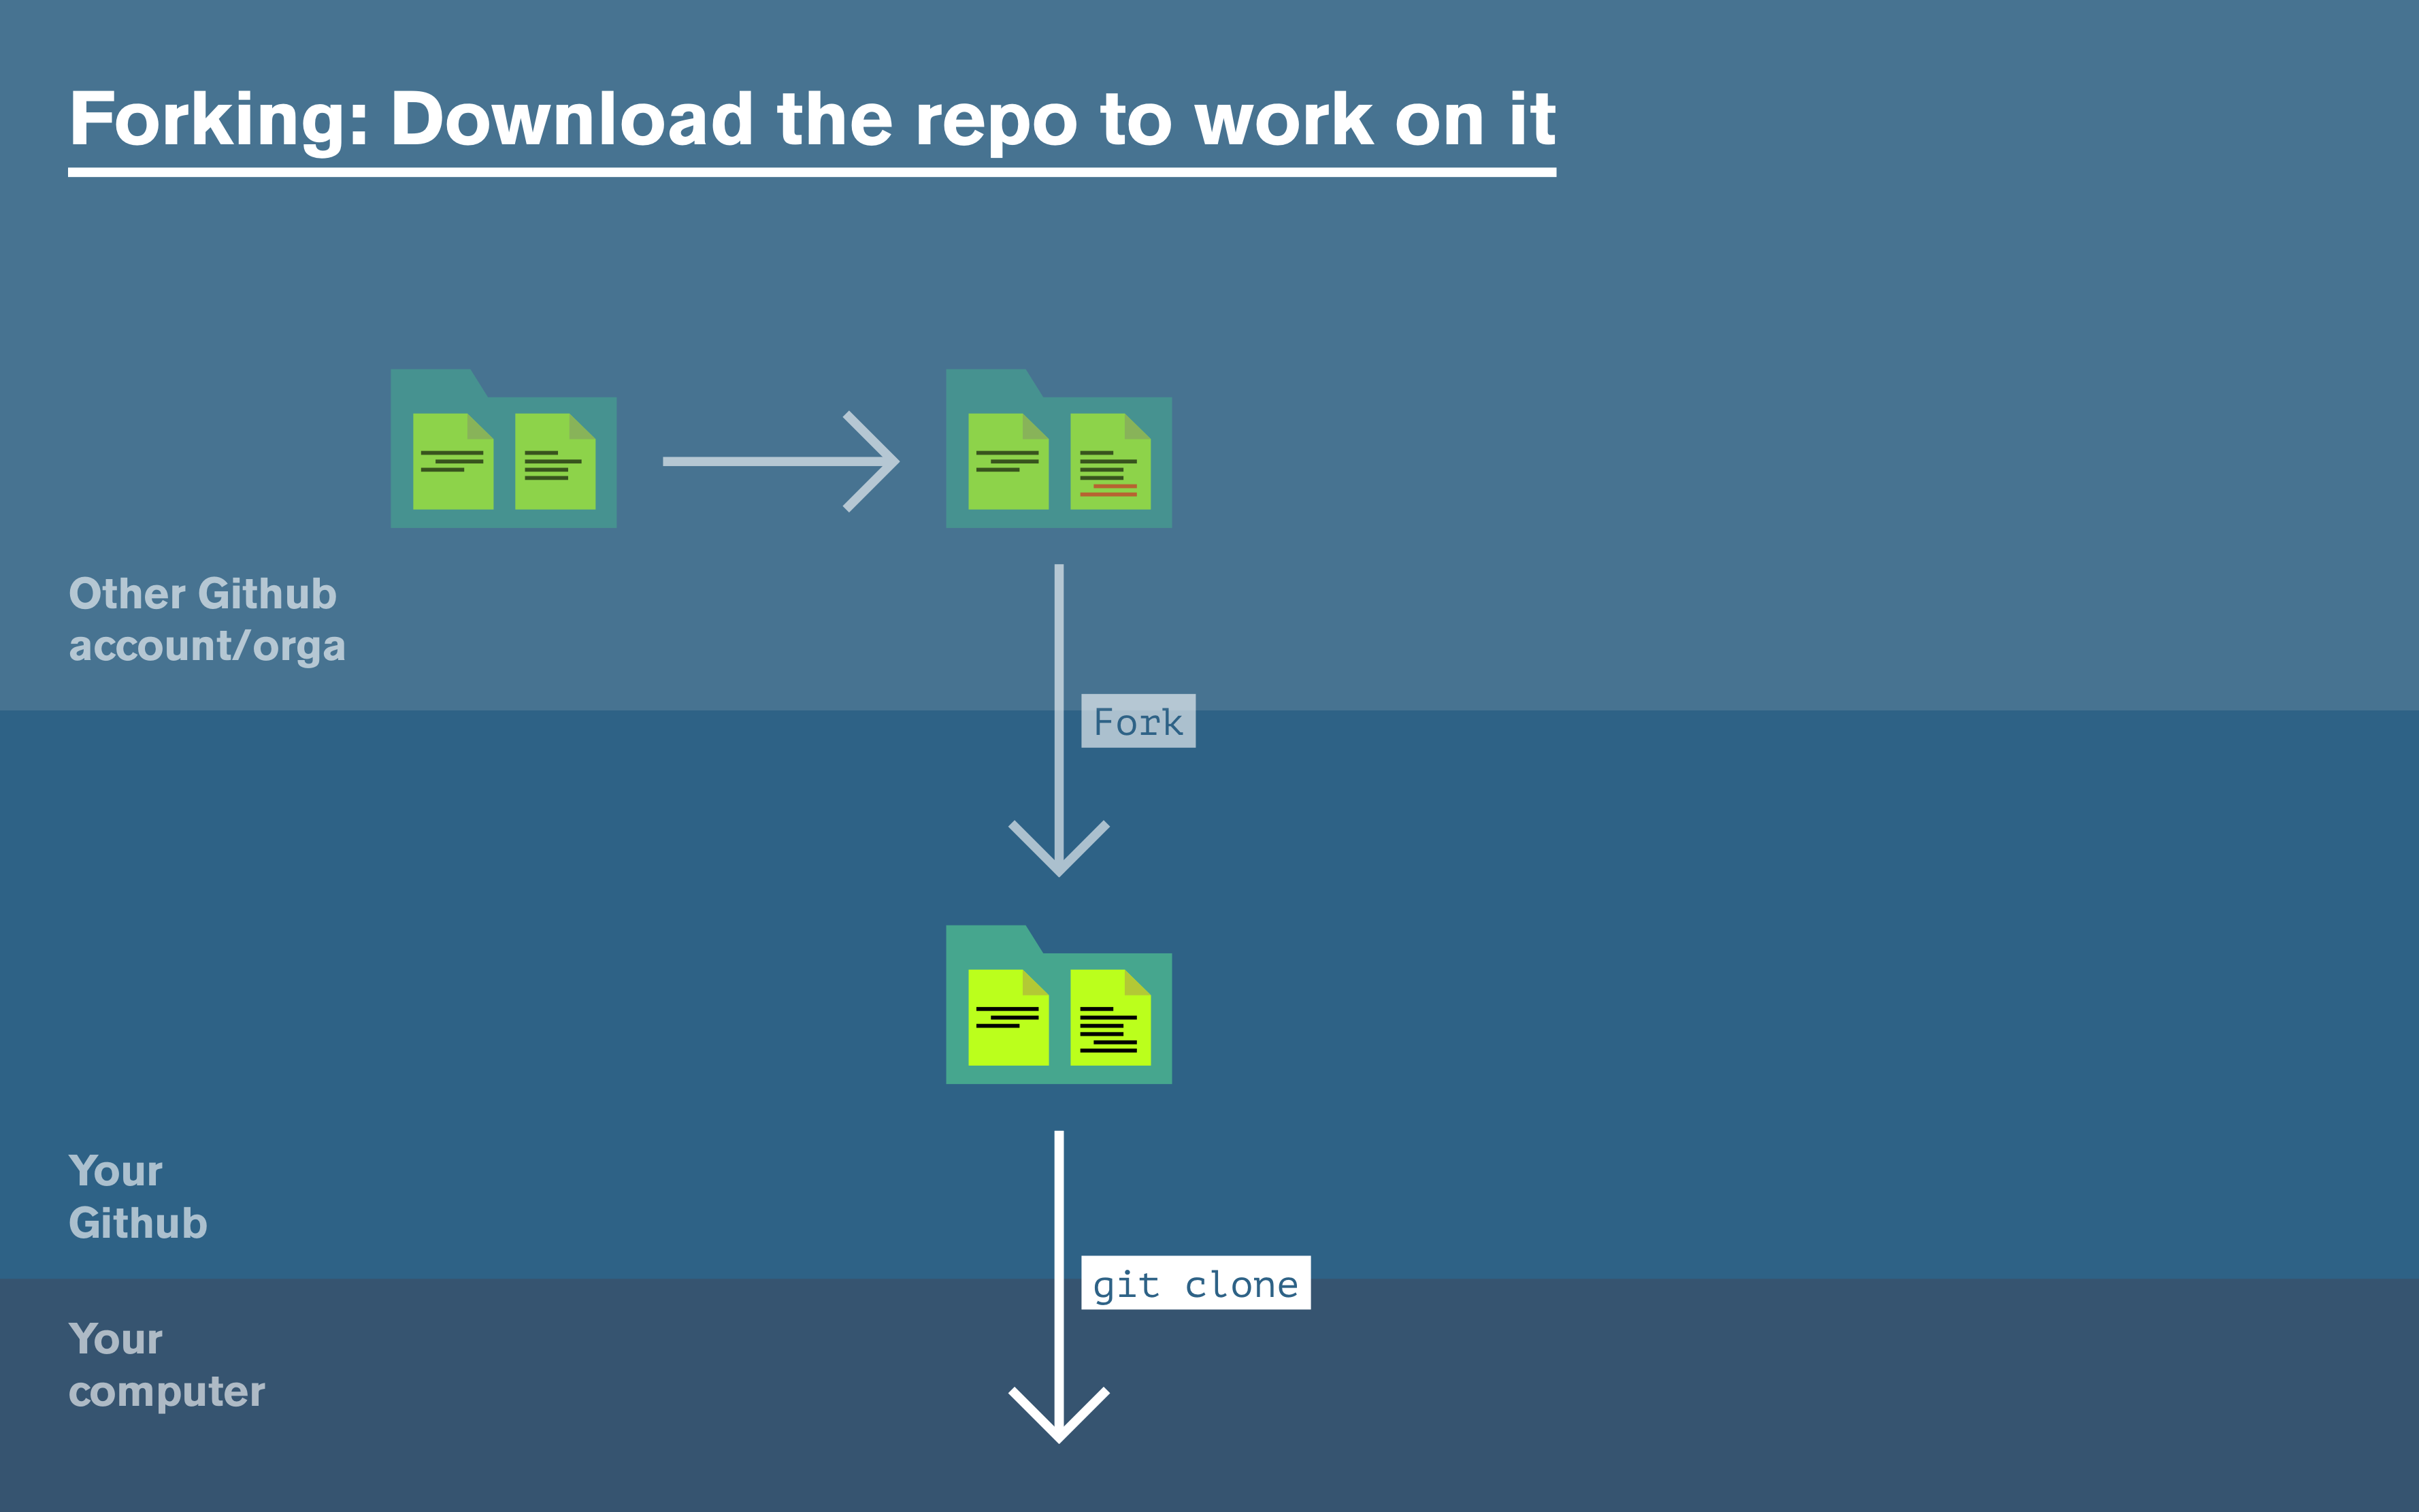 Forking: Download the repo to work on it
Other Github
account/orga
Fork
Your
Github
git clone
Your
computer